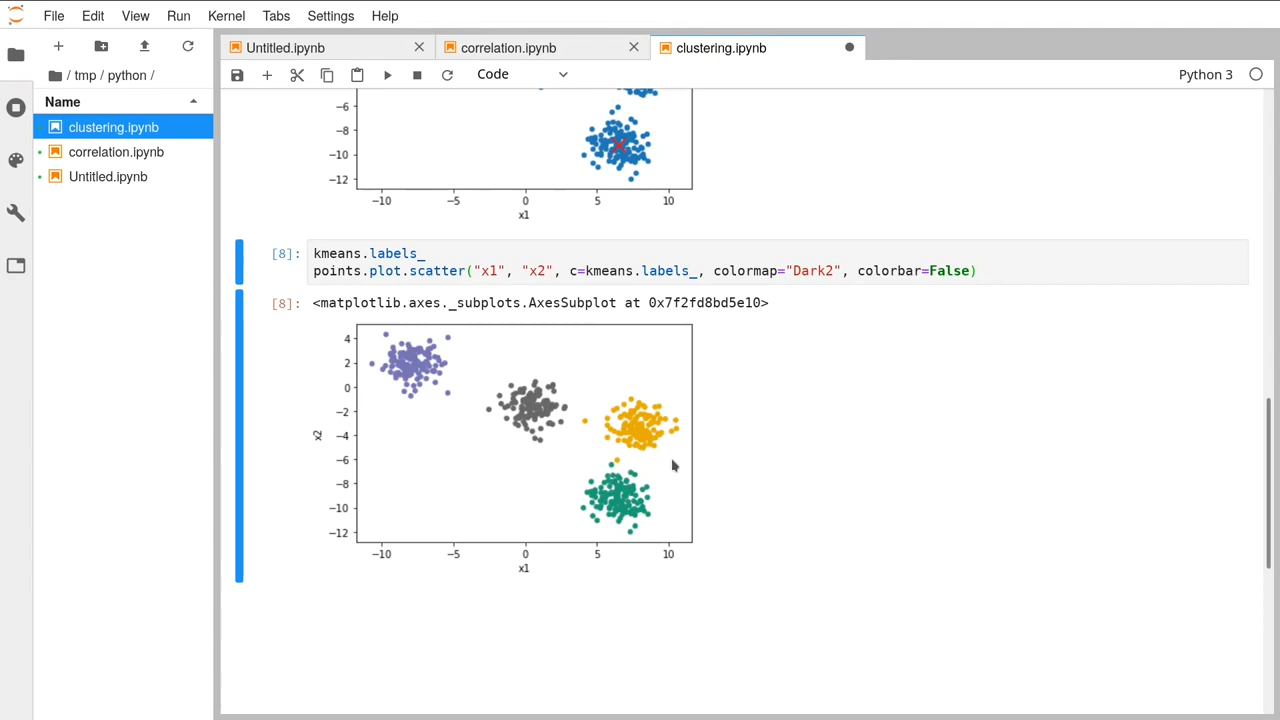 File Edit View Run Kernel Tabs Settings Help
/ tmp / python /
Name
clustering.ipynb
correlation.ipynb
Untitled.ipynb
Untitled.ipynb correlation.ipynb clustering.ipynb
Code Python 3
−6
−8
−10
−12
−10 −5 0 5 10
x1
[8]: kmeans.labels_
points.plot.scatter("x1", "x2", c=kmeans.labels_, colormap="Dark2", colorbar=False)
[8]: <matplotlib.axes._subplots.AxesSubplot at 0x7f2fd8bd5e10>
4
2
0
−2
−4
−6
−8
−10
−12
x2
−10 −5 0 5 10
x1